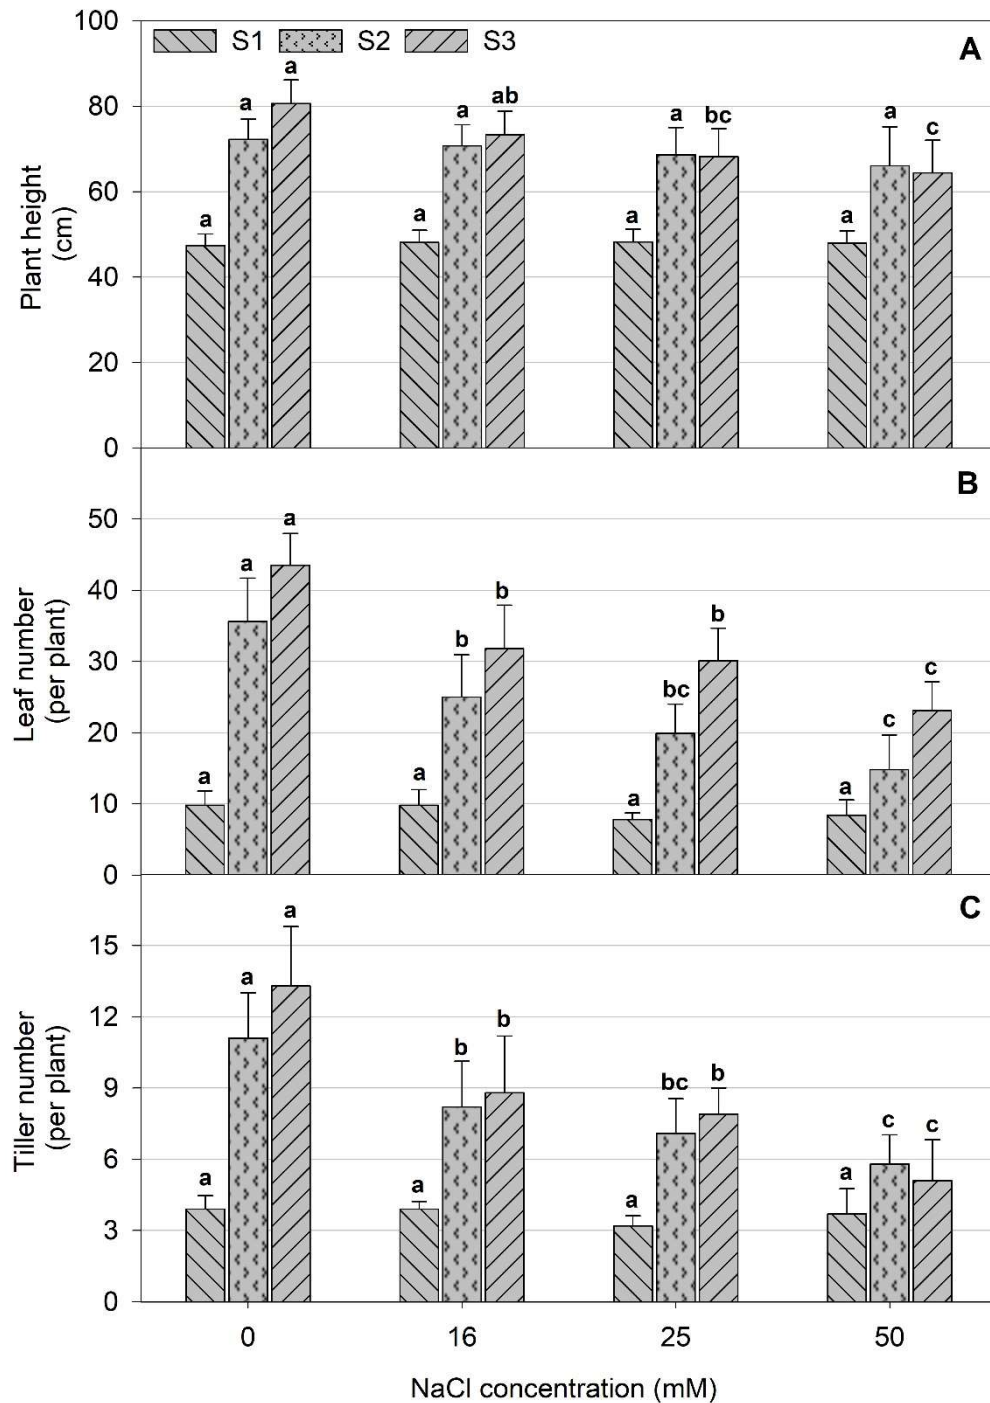 S1 S2 S3
A
100
80
60
40
20
0
Plant height
(cm)
a a a
a a ab
a a bc
a a c
B
50
40
30
20
10
0
Leaf number
(per plant)
a a a
a b b
a bc b
a c c
C
15
12
9
6
3
0
Tiller number
(per plant)
a a a
a b b
a bc b
a c c
0 16 25 50
NaCl concentration (mM)